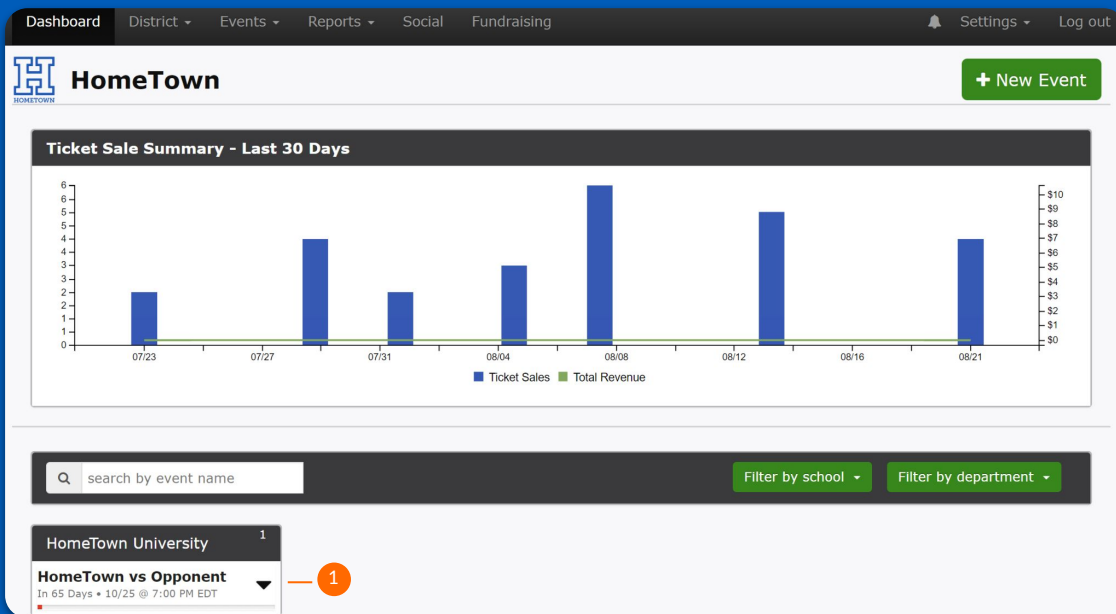 Dashboard District Events Reports Social Fundraising Settings Log out
HOMETOWN
HomeTown
+ New Event
Ticket Sale Summary - Last 30 Days
6
6
5
5
4
4
3
3
2
2
1
1
0
$10
$9
$8
$7
$6
$5
$4
$3
$2
$1
$0
07/23 07/27 07/31 08/04 08/08 08/12 08/16 08/21
Ticket Sales Total Revenue
search by event name Filter by school Filter by department
HomeTown University 1
HomeTown vs Opponent
In 65 Days • 10/25 @ 7:00 PM EDT
1